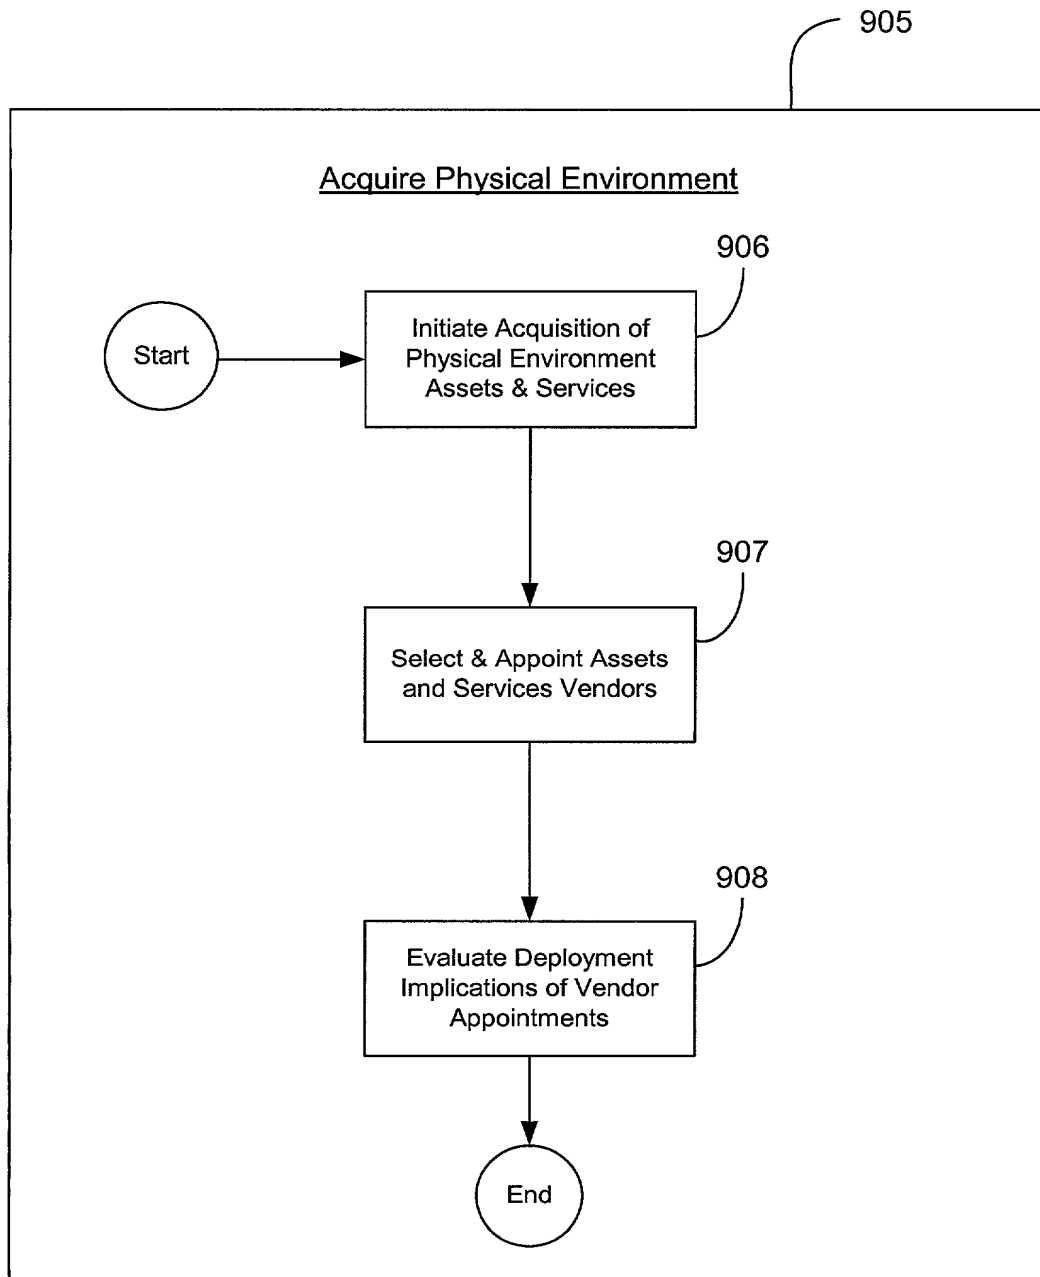 905
Acquire Physical Environment
906
Start
Initiate Acquisition of
Physical Environment
Assets & Services
907
Select & Appoint Assets
and Services Vendors
908
Evaluate Deployment
Implications of Vendor
Appointments
End